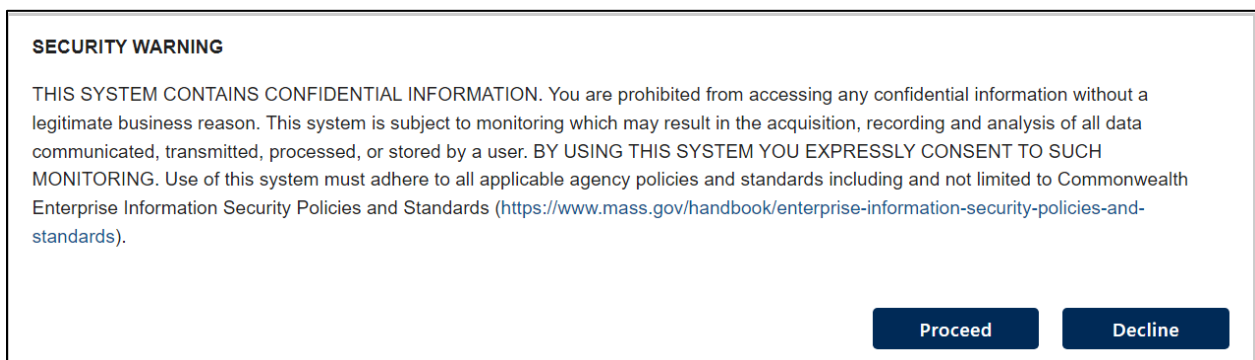 SECURITY WARNING
THIS SYSTEM CONTAINS CONFIDENTIAL INFORMATION. You are prohibited from accessing any confidential information without a
legitimate business reason. This system is subject to monitoring which may result in the acquisition, recording and analysis of all data
communicated, transmitted, processed, or stored by a user. BY USING THIS SYSTEM YOU EXPRESSLY CONSENT TO SUCH
MONITORING. Use of this system must adhere to all applicable agency policies and standards including and not limited to Commonwealth
Enterprise Information Security Policies and Standards (https://www.mass.gov/handbook/enterprise-information-security-policies-and-
standards).
Proceed
Decline